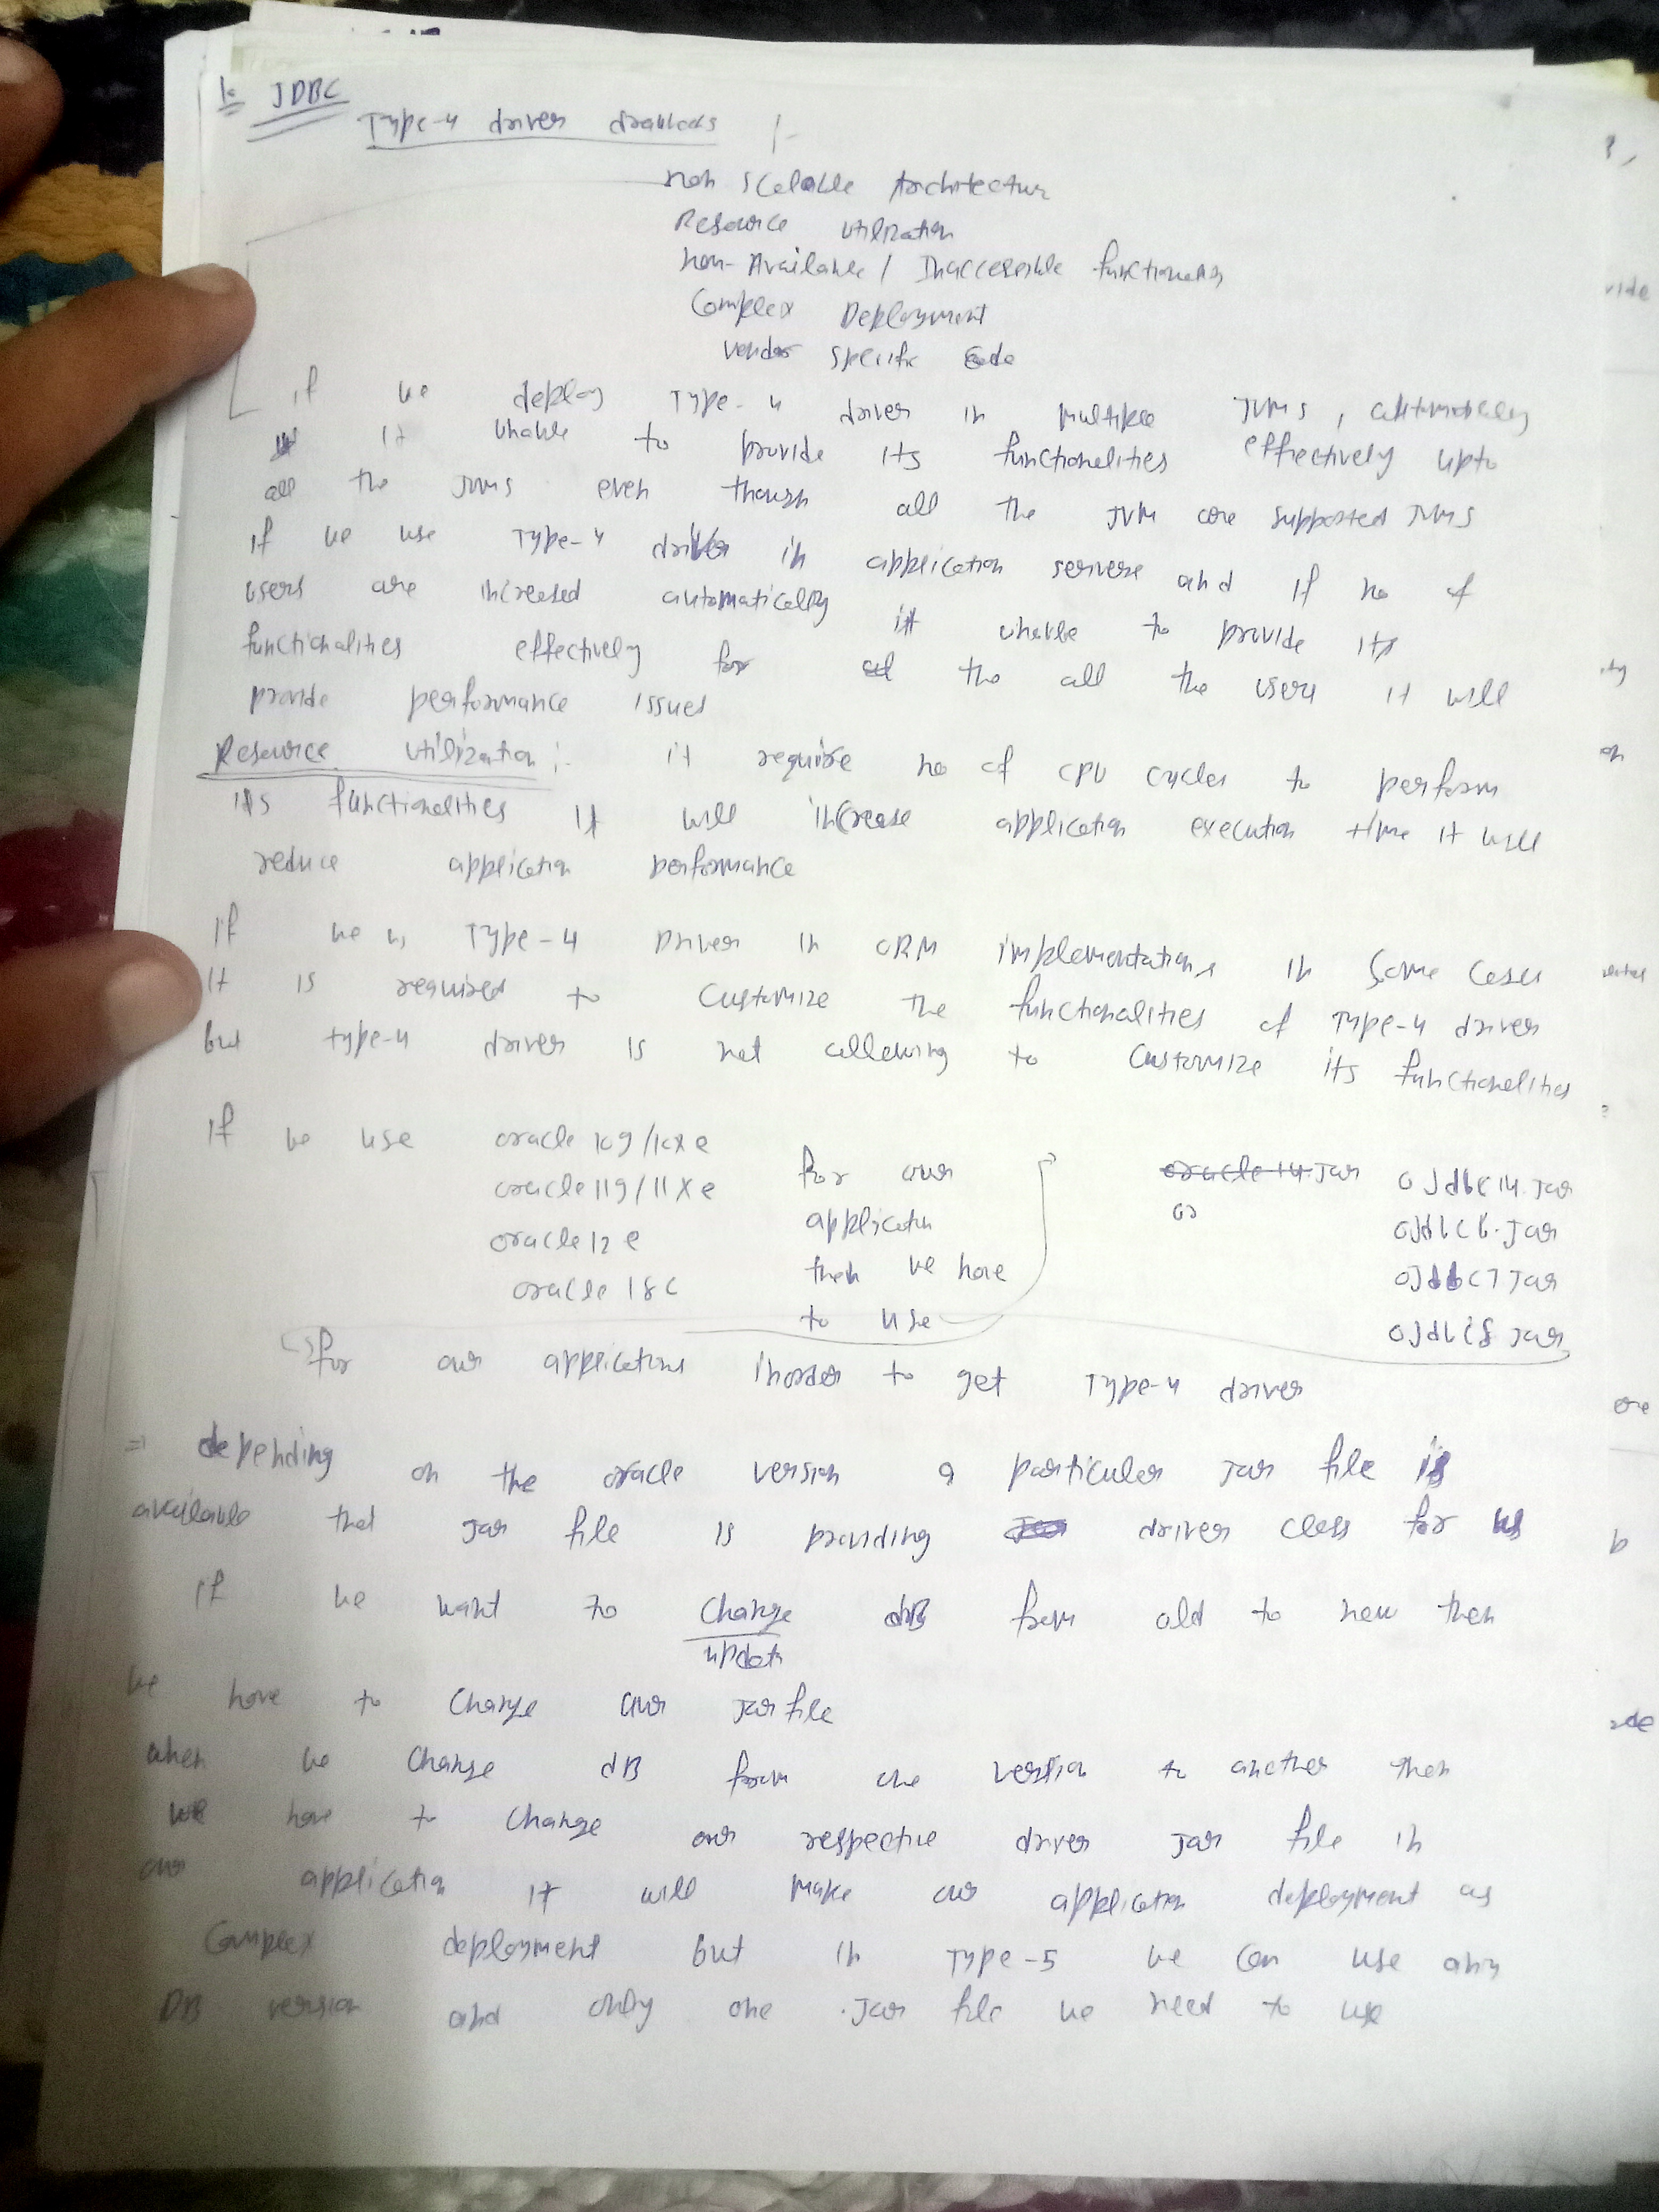 1. JDBC
Type-4 driver drawbacks :-
non scalable Architectur
Resource utilization
non-Available / Inaccessible functionality
Complex Deployment
vendor specific code
if we deploy Type-4 driver in multiple JVMS, automatically
it unable to provide its functionalities effectively upto
all the JVMS even though all the JVM are supported JVMS
if we use Type-4 driver in application servers and if no of
users are increased automatically it unable to provide its
functionalities effectively for the all the users it will
provide performance issues
Resource utilization :- it require no of CPU cycles to perform
its functionalities it will increase application execution time it will
reduce application performance
If we us Type-4 Driver in ORM implementations in some cases
it is required to customize the functionalities of Type-4 driver
but type-4 driver is not allowing to customize its functionalities
If we use oracle 10g/10xe
oracle 11g/11xe
oracle 12c
oracle 18c
for our
application
then we have
to use
oracle 14.jar
or
ojdbc14.jar
ojdbc6.jar
ojdbc7 jar
ojdbc8 jar
for our applications inorder to get Type-4 driver
=> depending on the oracle version a particular jar file is
available that jar file is providing driver class for us
if we want to change dB from old to new then
update
we have to change our jar file
when we change dB from one version to another then
we have to change our respective driver jar file in
our application it will make our application deployment as
complex deployment but in Type-5 we can use any
DB version and only one .jar file we need to use
vide
ity
on
one
b